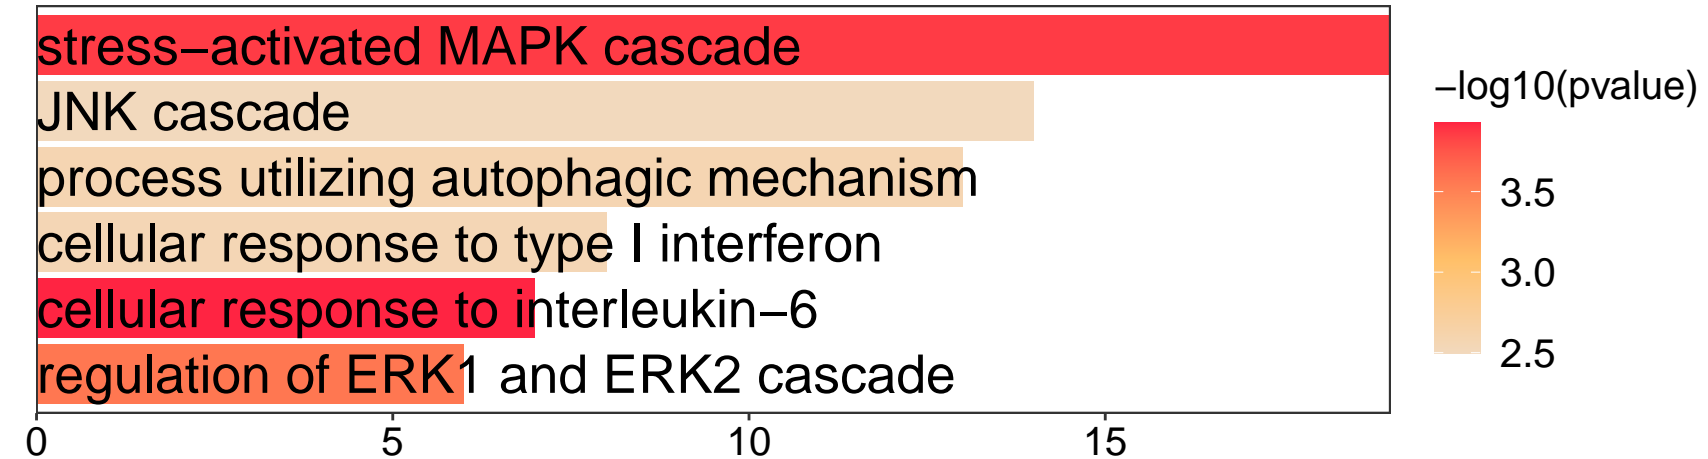 stress−activated MAPK cascade
JNK cascade
process utilizing autophagic mechanism
cellular response to type I interferon
cellular response to interleukin−6
regulation of ERK1 and ERK2 cascade
0 5 10 15
−log10(pvalue)
3.5
3.0
2.5